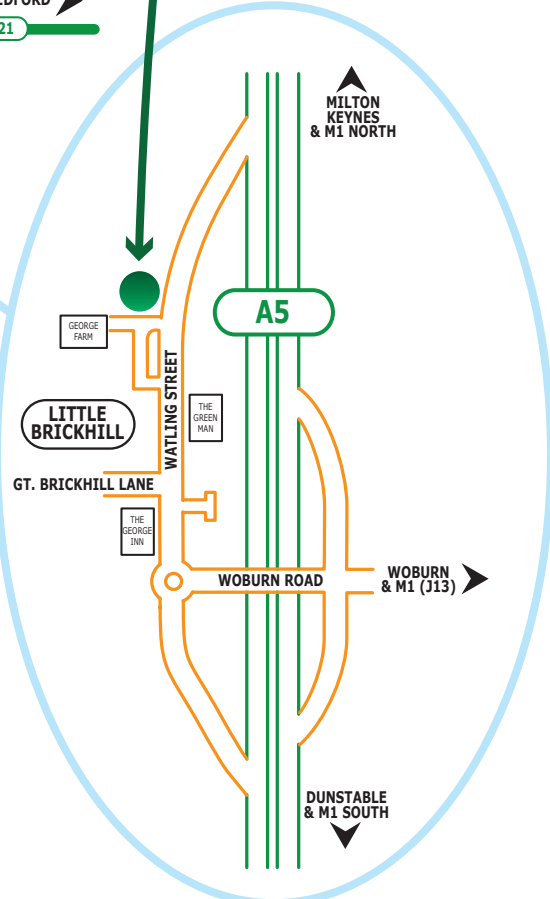 21
MILTON
KEYNES
& M1 NORTH
A5
GEORGE
FARM
WATLING STREET
THE
GREEN
MAN
LITTLE
BRICKHILL
GT. BRICKHILL LANE
THE
GEORGE
INN
WOBURN ROAD
WOBURN
& M1 (J13)
DUNSTABLE
& M1 SOUTH